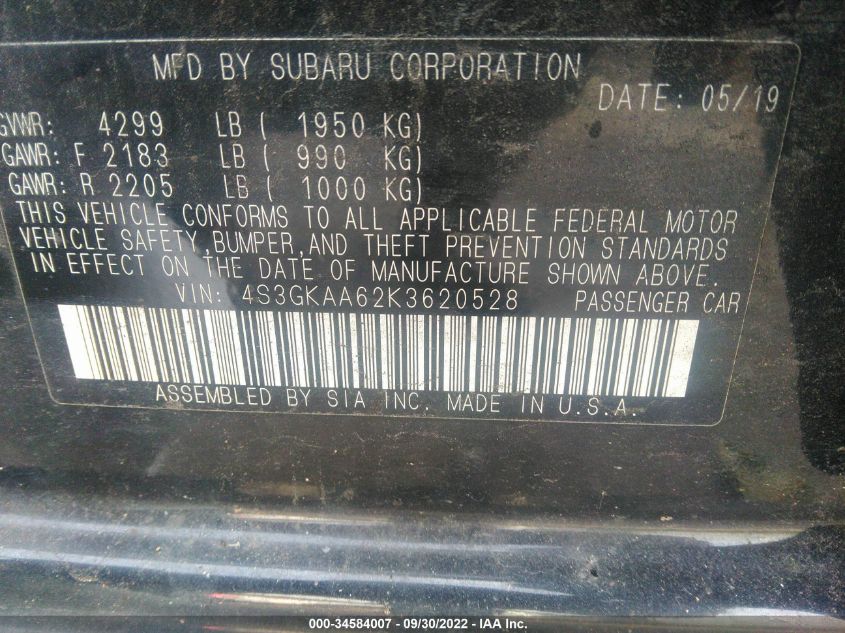 MFD BY SUBARU CORPORATION
DATE: 05/19
GVWR: 4299 LB ( 1950 KG)
GAWR: F 2183 LB ( 990 KG)
GAWR: R 2205 LB ( 1000 KG)
THIS VEHICLE CONFORMS TO ALL APPLICABLE FEDERAL MOTOR
VEHICLE SAFETY, BUMPER, AND THEFT PREVENTION STANDARDS
IN EFFECT ON THE DATE OF MANUFACTURE SHOWN ABOVE.
VIN: 4S3GKAA62K3620528 PASSENGER CAR
ASSEMBLED BY SIA INC. MADE IN U.S.A.
000-34584007 - 09/30/2022 - IAA Inc.